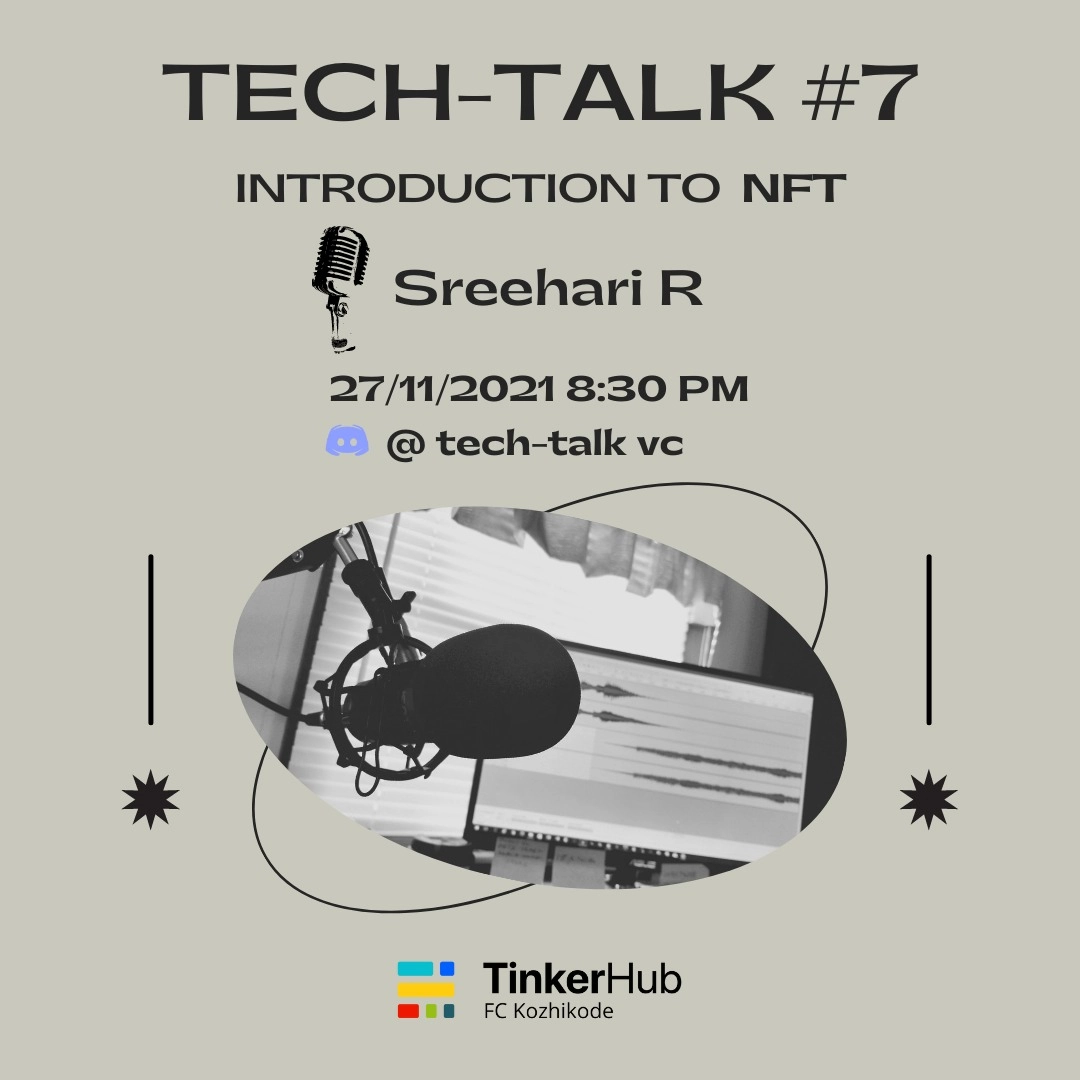 TECH-TALK #7
INTRODUCTION TO NFT
Sreehari R
27/11/2021 8:30 PM
@ tech-talk vc
TinkerHub
FC Kozhikode